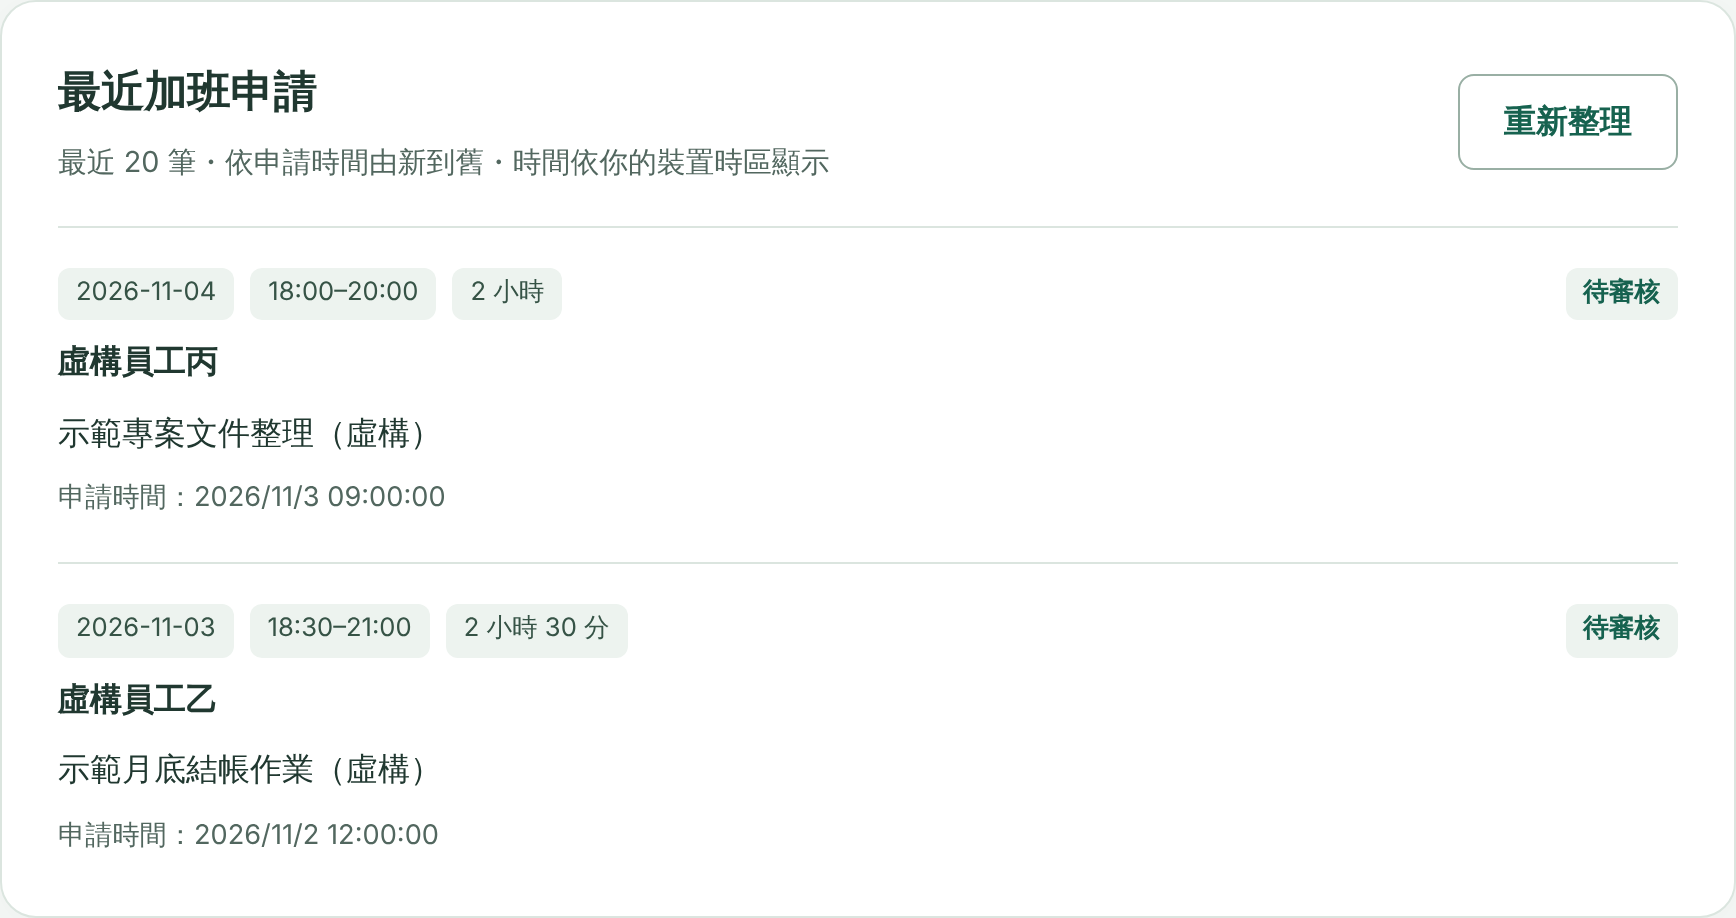 最近加班申請
最近 20 筆・依申請時間由新到舊・時間依你的裝置時區顯示
重新整理
2026-11-04 18:00–20:00 2 小時 待審核
虛構員工丙
示範專案文件整理（虛構）
申請時間：2026/11/3 09:00:00
2026-11-03 18:30–21:00 2 小時 30 分 待審核
虛構員工乙
示範月底結帳作業（虛構）
申請時間：2026/11/2 12:00:00